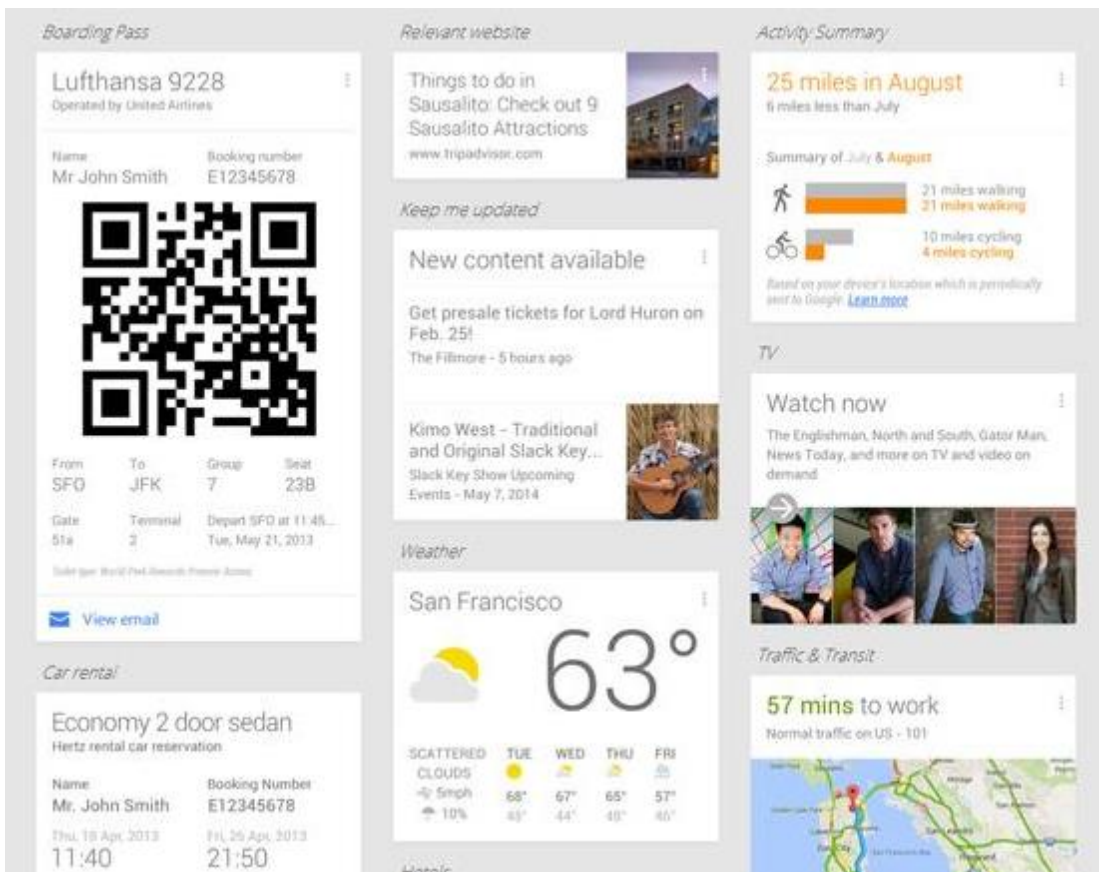 Boarding Pass
Lufthansa 9228
Operated by United Airlines
Name
Booking number
Mr John Smith
E12345678
From
To
Group
Seat
SFO
JFK
7
23B
Gate
Terminal
Depart SFO at 11:45...
51a
2
Tue, May 21, 2013
View email
Car rental
Economy 2 door sedan
Hertz rental car reservation
Name
Booking Number
Mr. John Smith
E12345678
Thu, 18 Apr, 2013
Fri, 26 Apr, 2013
11:40
21:50
Relevant website
Things to do in
Sausalito: Check out 9
Sausalito Attractions
www.tripadvisor.com
Keep me updated
New content available
Get presale tickets for Lord Huron on
Feb. 25!
The Fillmore - 5 hours ago
Kimo West - Traditional
and Original Slack Key...
Slack Key Show Upcoming
Events - May 7, 2014
Weather
San Francisco
63°
SCATTERED
CLOUDS
5mph
10%
TUE
WED
THU
FRI
68°
67°
65°
57°
48°
44°
48°
46°
Hotels
Activity Summary
25 miles in August
6 miles less than July
Summary of July & August
21 miles walking
21 miles walking
10 miles cycling
4 miles cycling
Based on your device's location which is periodically
sent to Google. Learn more
TV
Watch now
The Englishman, North and South, Gator Man,
News Today, and more on TV and video on
demand
Traffic & Transit
57 mins to work
Normal traffic on US - 101